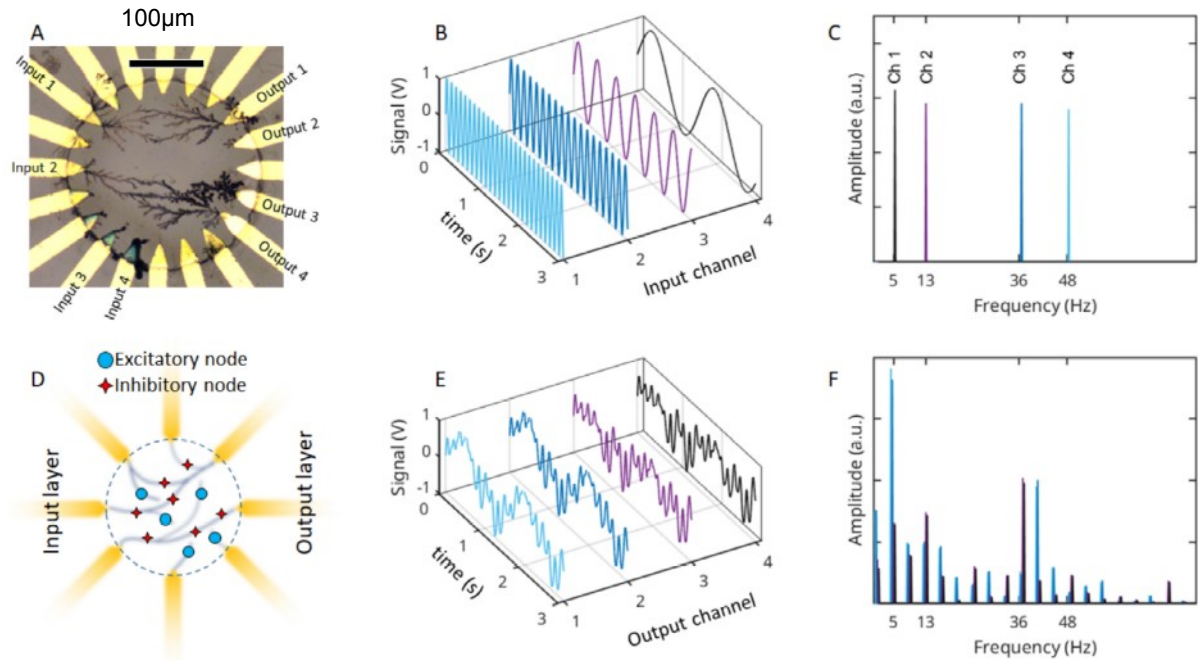 100µm
A
Input 1
Input 2
Input 3
Input 4
Output 1
Output 2
Output 3
Output 4
B
Signal (V)
1
0
-1
0
1
2
3
time (s)
1
2
3
4
Input channel
C
Amplitude (a.u.)
Ch 1
Ch 2
Ch 3
Ch 4
5 13 36 48
Frequency (Hz)
D
Excitatory node
Inhibitory node
Input layer
Output layer
E
Signal (V)
1
0
-1
0
1
2
3
time (s)
1
2
3
4
Output channel
F
Amplitude (a.u.)
5 13 36 48
Frequency (Hz)